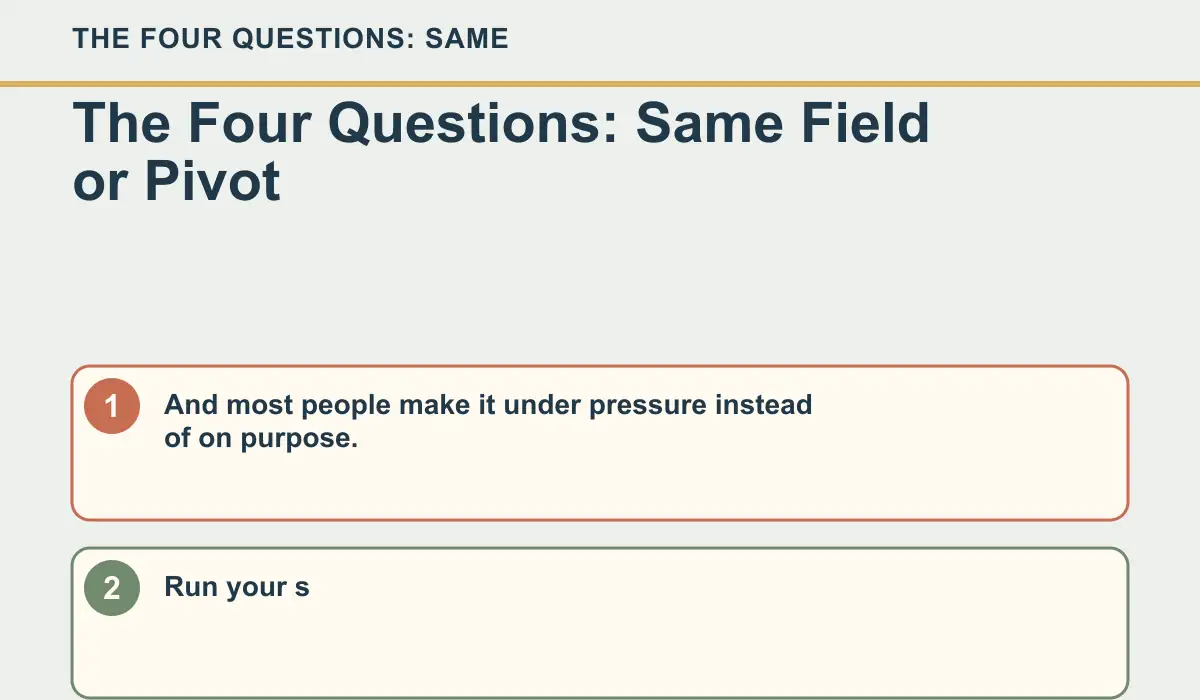 THE FOUR QUESTIONS: SAME
The Four Questions: Same Field
or Pivot
1
And most people make it under pressure instead
of on purpose.
2
Run your s